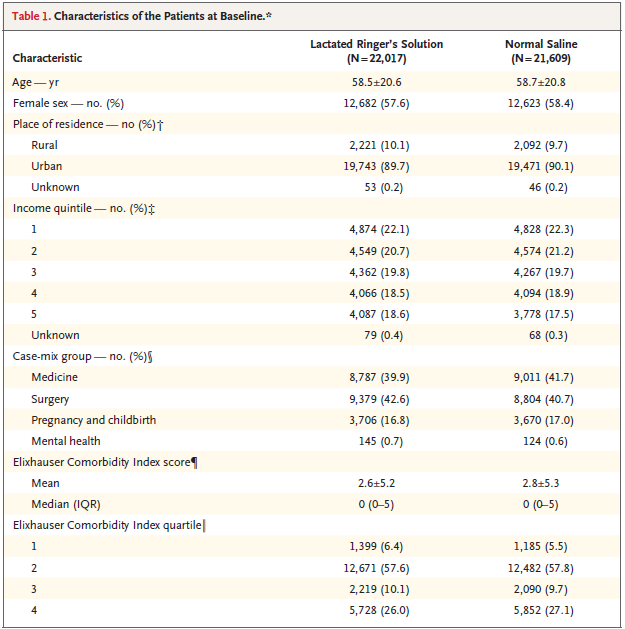 Table 1. Characteristics of the Patients at Baseline.*
Characteristic Lactated Ringer's Solution (N=22,017) Normal Saline (N=21,609)
Age — yr 58.5±20.6 58.7±20.8
Female sex — no. (%) 12,682 (57.6) 12,623 (58.4)
Place of residence — no (%)†
Rural 2,221 (10.1) 2,092 (9.7)
Urban 19,743 (89.7) 19,471 (90.1)
Unknown 53 (0.2) 46 (0.2)
Income quintile — no. (%)‡
1 4,874 (22.1) 4,828 (22.3)
2 4,549 (20.7) 4,574 (21.2)
3 4,362 (19.8) 4,267 (19.7)
4 4,066 (18.5) 4,094 (18.9)
5 4,087 (18.6) 3,778 (17.5)
Unknown 79 (0.4) 68 (0.3)
Case-mix group — no. (%)§
Medicine 8,787 (39.9) 9,011 (41.7)
Surgery 9,379 (42.6) 8,804 (40.7)
Pregnancy and childbirth 3,706 (16.8) 3,670 (17.0)
Mental health 145 (0.7) 124 (0.6)
Elixhauser Comorbidity Index score¶
Mean 2.6±5.2 2.8±5.3
Median (IQR) 0 (0–5) 0 (0–5)
Elixhauser Comorbidity Index quartile‖
1 1,399 (6.4) 1,185 (5.5)
2 12,671 (57.6) 12,482 (57.8)
3 2,219 (10.1) 2,090 (9.7)
4 5,728 (26.0) 5,852 (27.1)